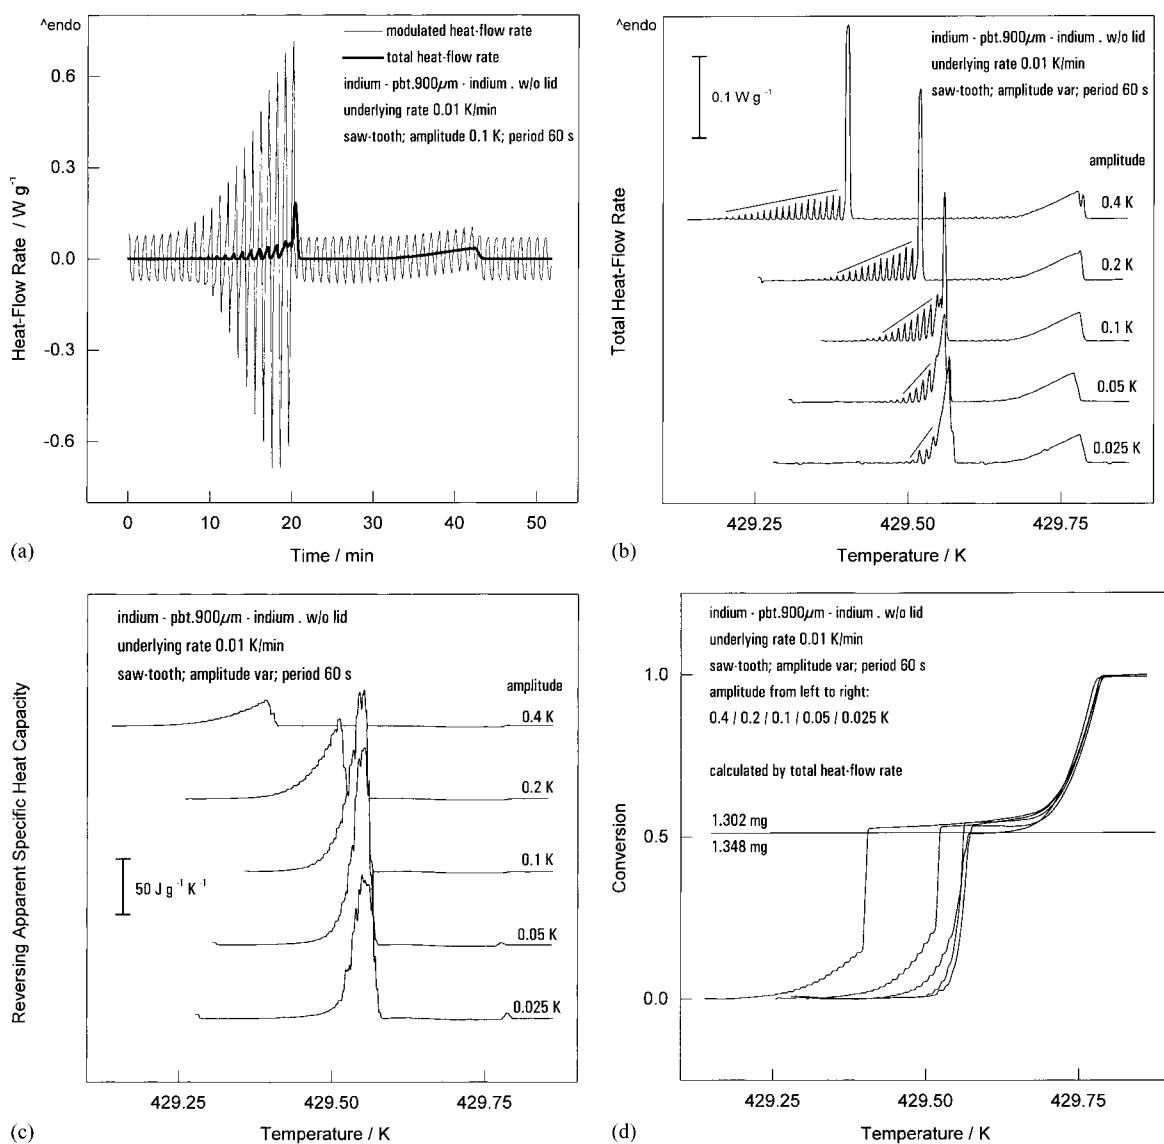 ^endo
modulated heat-flow rate
total heat-flow rate
indium - pbt.900µm - indium . w/o lid
underlying rate 0.01 K/min
saw-tooth; amplitude 0.1 K; period 60 s
0.6
0.3
0.0
-0.3
-0.6
Heat-Flow Rate / W g⁻¹
0 10 20 30 40 50
Time / min
(a)
^endo
indium - pbt.900µm - indium . w/o lid
underlying rate 0.01 K/min
saw-tooth; amplitude var; period 60 s
0.1 W g⁻¹
amplitude
0.4 K
0.2 K
0.1 K
0.05 K
0.025 K
Total Heat-Flow Rate
429.25 429.50 429.75
Temperature / K
(b)
indium - pbt.900µm - indium . w/o lid
underlying rate 0.01 K/min
saw-tooth; amplitude var; period 60 s
amplitude
0.4 K
0.2 K
0.1 K
50 J g⁻¹ K⁻¹
0.05 K
0.025 K
Reversing Apparent Specific Heat Capacity
429.25 429.50 429.75
Temperature / K
(c)
indium - pbt.900µm - indium . w/o lid
underlying rate 0.01 K/min
saw-tooth; amplitude var; period 60 s
amplitude from left to right:
0.4 / 0.2 / 0.1 / 0.05 / 0.025 K
calculated by total heat-flow rate
1.302 mg
1.348 mg
1.0
0.5
0.0
Conversion
429.25 429.50 429.75
Temperature / K
(d)